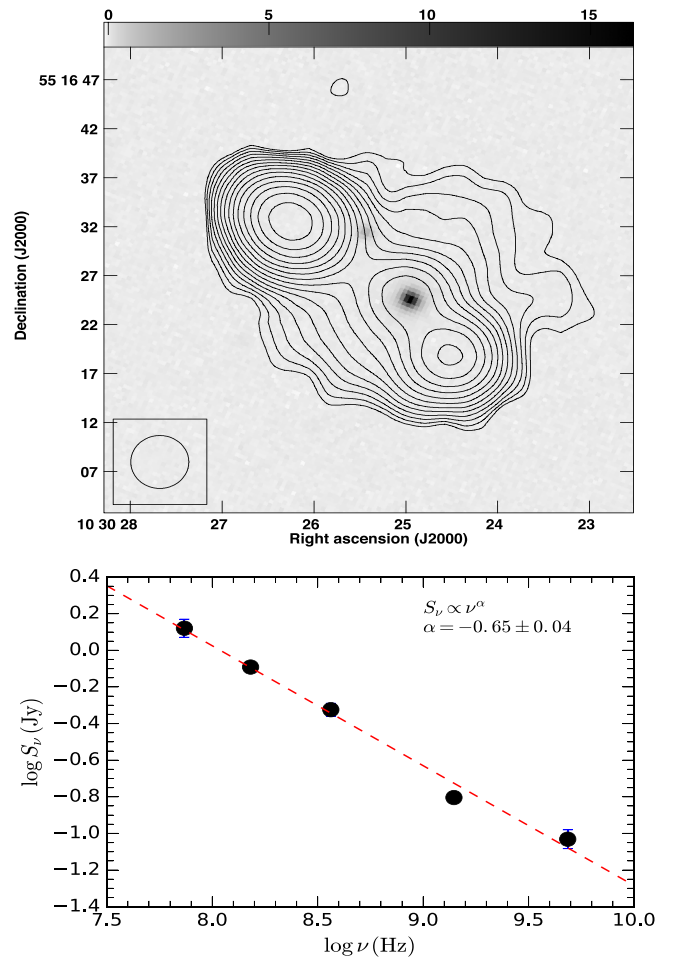 0 5 10 15
55 16 47
42
37
32
27
22
17
12
07
Declination (J2000)
10 30 28 27 26 25 24 23
Right ascension (J2000)
0.4
0.2
0.0
−0.2
−0.4
−0.6
−0.8
−1.0
−1.2
−1.4
log Sν (Jy)
Sν ∝ ν^α
α = −0.65 ± 0.04
7.5 8.0 8.5 9.0 9.5 10.0
log ν (Hz)